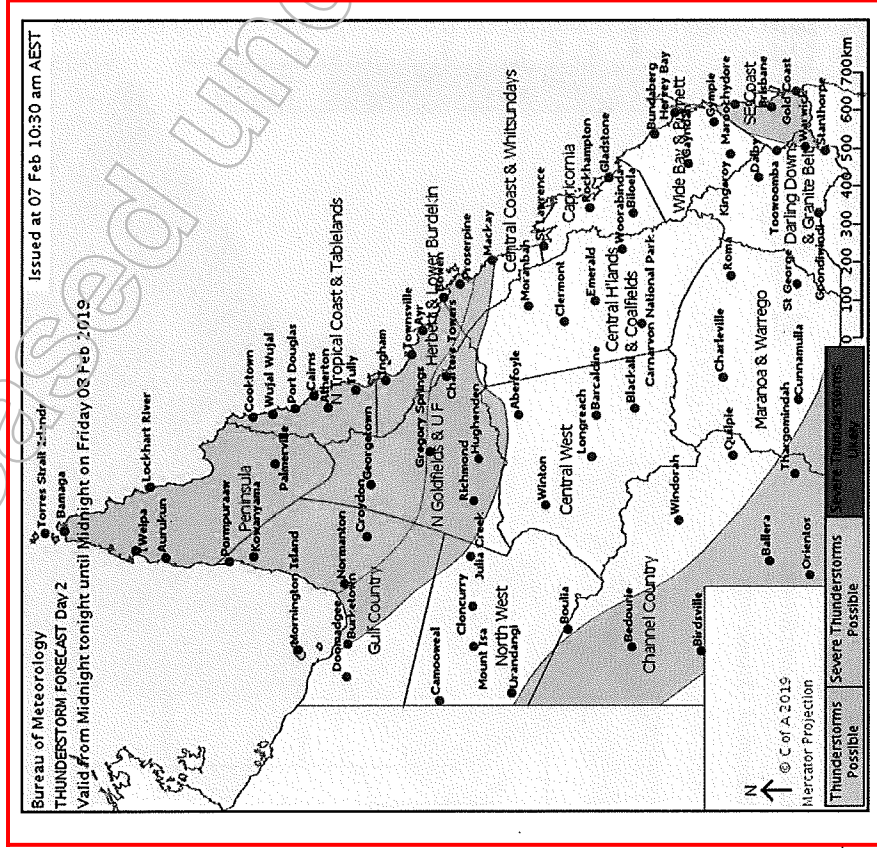 Bureau of Meteorology
THUNDERSTORM FORECAST Day 2
Valid From Midnight tonight until Midnight on Friday 08 Feb 2019
Issued at 07 Feb 10:30 am AEST
Torres Strait Islands
Bamaga
Lockhart River
Weipa
Aurukun
Peninsula
Cooktown
Pormpuraaw
Kowanyama
Palmerville
Wujal Wujal
Port Douglas
Mornington Island
Cairns
Atherton
N Tropical Coast & Tablelands
Doomadgee
Normanton
Burketown
Croydon
Georgetown
Tully
Gulf Country
Ingham
Townsville
Ayr
Gregory Springs
Herbert & Lower Burdekin
N Goldfields & U F
Charters Towers
Bowen
Proserpine
Camooweal
Cloncurry
Julia Creek
Richmond
Hughenden
Mackay
Mount Isa
North West
Urandangi
Aberfoyle
Central Coast & Whitsundays
Moranbah
St Lawrence
Winton
Central West
Clermont
Capricornia
Boulia
Longreach
Barcaldine
Emerald
Rockhampton
Central H'lands
& Coalfields
Gladstone
Bedourie
Channel Country
Blackall
Woorabinda
Biloela
Carnarvon National Park
Windorah
Bundaberg
Hervey Bay
Wide Bay & Burnett
Gayndah
Birdsville
Quilpie
Charleville
Roma
Kingaroy
Gympie
Maroochydore
SE Coast
Maranoa & Warrego
Dalby
Brisbane
Ballera
Thargomindah
Cunnamulla
St George
Toowoomba
Darling Downs
& Granite Belt
Gold Coast
Warwick
Orientos
Goondiwindi
Stanthorpe
N
© C of A 2019
Mercator Projection
0 100 200 300 400 500 600 700km
Thunderstorms Possible
Severe Thunderstorms Possible
Severe Thunderstorms Likely